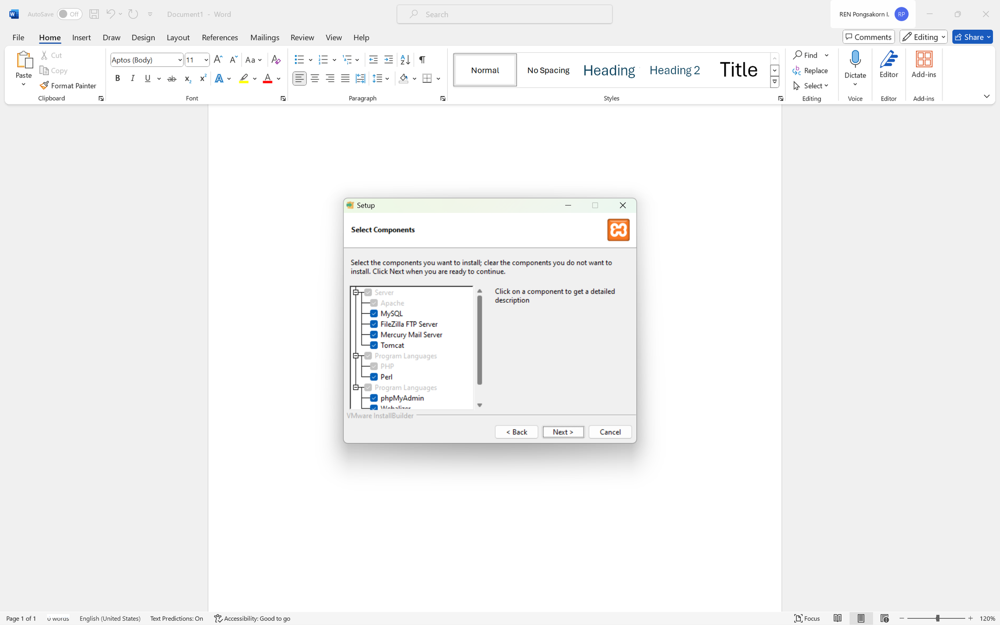 AutoSave Off Document1 - Word Search REN Pongsakorn I. RP
File Home Insert Draw Design Layout References Mailings Review View Help Comments Editing Share
Paste
Cut
Copy
Format Painter
Clipboard
Aptos (Body) 11
Font
Paragraph
Normal No Spacing Heading Heading 2 Title
Styles
Find
Replace
Select
Editing
Dictate
Voice
Editor
Editor
Add-ins
Add-ins
Setup
Select Components
Select the components you want to install; clear the components you do not want to
install. Click Next when you are ready to continue.
Server
Apache
MySQL
FileZilla FTP Server
Mercury Mail Server
Tomcat
Program Languages
PHP
Perl
Program Languages
phpMyAdmin
Webalizer
Click on a component to get a detailed
description
VMware InstallBuilder
< Back Next > Cancel
Page 1 of 1 0 words English (United States) Text Predictions: On Accessibility: Good to go Focus 120%